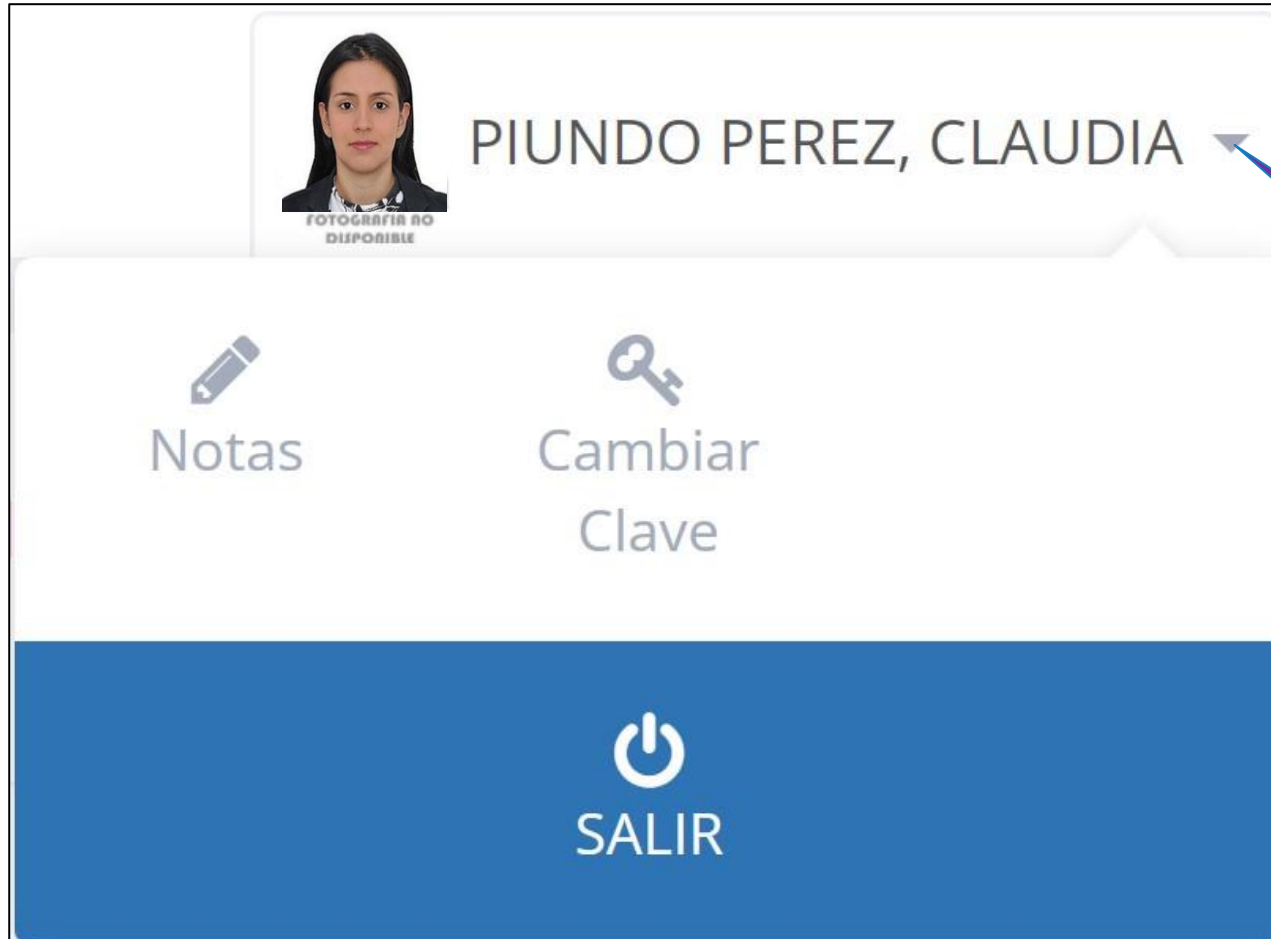 PIUNDO PEREZ, CLAUDIA
FOTOGRAFIA NO
DISPONIBLE
Notas
Cambiar
Clave
SALIR